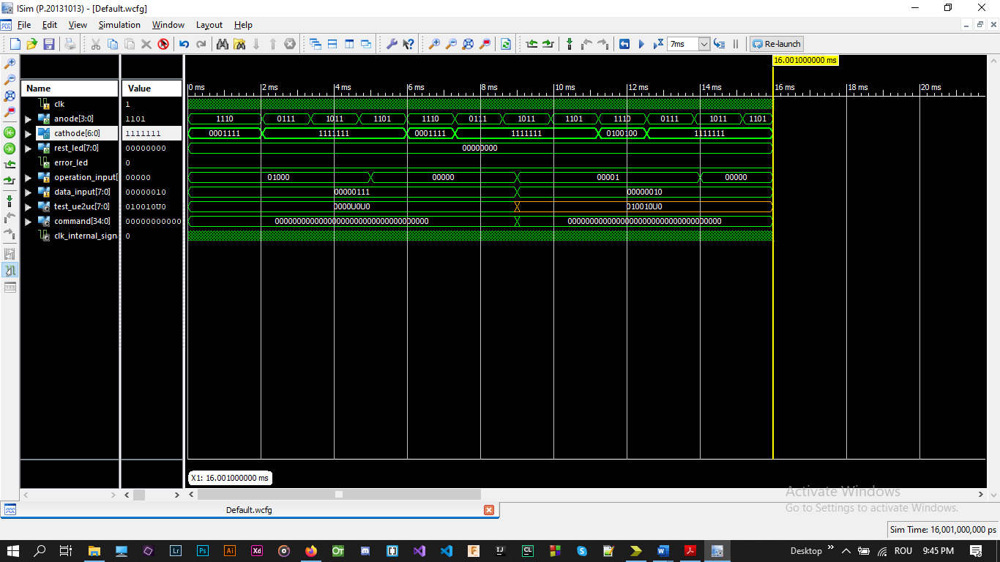 ISim (P.20131013) - [Default.wcfg]
File Edit View Simulation Window Layout Help
7ms Re-launch
16.001000000 ms
Name Value 0 ms 2 ms 4 ms 6 ms 8 ms 10 ms 12 ms 14 ms 16 ms 18 ms 20 ms
clk 1
anode[3:0] 1101 1110 0111 1011 1101 1110 0111 1011 1101 1110 0111 1011 1101
cathode[6:0] 1111111 0001111 1111111 0001111 1111111 0100100 1111111
rest_led[7:0] 00000000 00000000
error_led 0
operation_input[ 00000 01000 00000 00001 00000
data_input[7:0] 00000010 00000111 00000010
test_ue2uc[7:0] 010010U0 0000U0U0 010010U0
command[34:0] 00000000000 00000000000000000000000000000000000 00000000000000000000000000000000000
clk_internal_sign 0
X1: 16.001000000 ms
Activate Windows
Go to Settings to activate Windows.
Default.wcfg
Sim Time: 16,001,000,000 ps
Lr Ps Ai Xd IJ CL Desktop ROU 9:45 PM